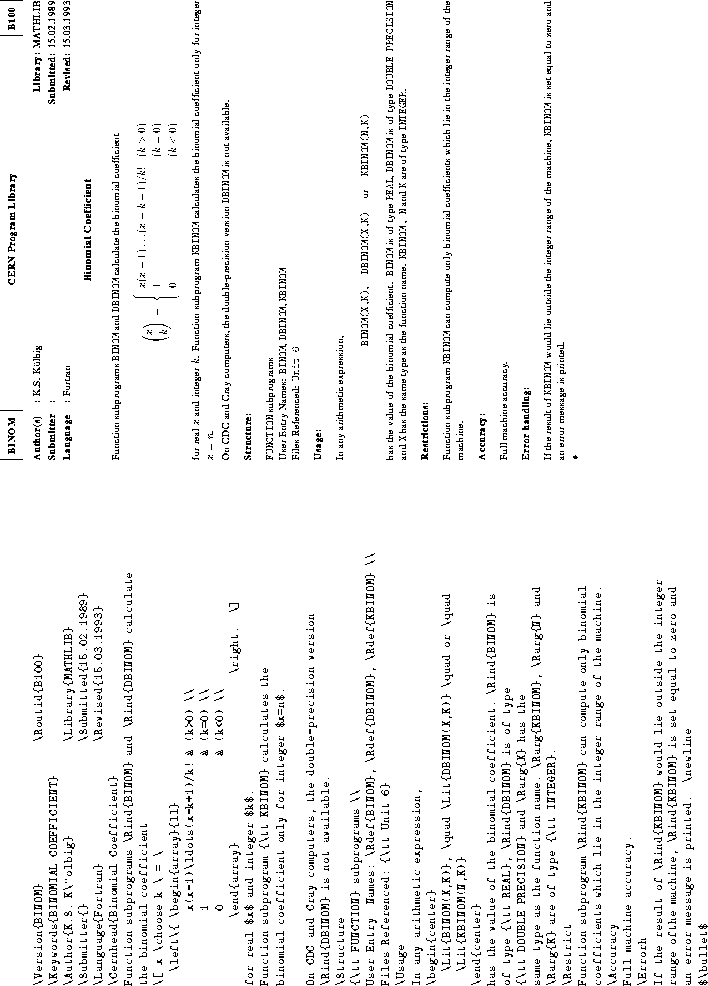 \Version{BINOM} \Routid{B100}
\Keywords{BINOMIAL COEFFICIENT}
\Author{K.S. K\"olbig} \Library{MATHLIB}
\Submitter{} \Submitted{15.02.1989}
\Language{Fortran} \Revised{15.03.1993}
\Cernhead{Binomial Coefficient}
Function subprograms \Rind{BINOM} and \Rind{DBINOM} calculate
the binomial coefficient
\[ x \choose k \ = \
\left\{ \begin{array}{ll}
x(x-1)\ldots(x-k+1)/k! & (k>0) \\
1 & (k=0) \\
0 & (k<0) \\
\end{array} \right. \]
for real $x$ and integer $k$.
Function subprogram {\tt KBINOM} calculates the
binomial coefficient only for integer $x=n$.

On CDC and Cray computers, the double-precision version
\Rind{DBINOM} is not available.
\Structure
{\tt FUNCTION} subprograms \\
User Entry Names: \Rdef{BINOM}, \Rdef{DBINOM}, \Rdef{KBINOM} \\
Files Referenced: {\tt Unit 6}
\Usage
In any arithmetic expression,
\begin{center}
\Lit{BINOM(X,K)}, \quad \Lit{DBINOM(X,K)} \quad or \quad
\Lit{KBINOM(N,K)}
\end{center}
has the value of the binomial coefficient. \Rind{BINOM} is
of type {\tt REAL}, \Rind{DBINOM} is of type
{\tt DOUBLE PRECISION} and \Rarg{X} has the
same type as the function name. \Rarg{KBINOM}, \Rarg{N} and
\Rarg{K} are of type {\tt INTEGER}.
\Restrict
Function subprogram \Rind{KBINOM} can compute only binomial
coefficients which lie in the integer range of the machine.
\Accuracy
Full machine accuracy.
\Errorh
If the result of \Rind{KBINOM} would lie outside the integer
range ofthe machine, \Rind{KBINOM} is set equal to zero and
an error message is printed. \newline
$\bullet$
BINOM CERN Program Library B100
Author(s) : K.S. Kölbig Library: MATHLIB
Submitter : Submitted: 15.02.1989
Language : Fortran Revised: 15.03.1993
Binomial Coefficient
Function subprograms BINOM and DBINOM calculate the binomial coefficient
(x k) = { x(x − 1)...(x − k + 1)/k! (k > 0)
1 (k = 0)
0 (k < 0)
for real x and integer k. Function subprogram KBINOM calculates the binomial coefficient only for integer
x = n.
On CDC and Cray computers, the double-precision version DBINOM is not available.
Structure:
FUNCTION subprograms
User Entry Names: BINOM, DBINOM, KBINOM
Files Referenced: Unit 6
Usage:
In any arithmetic expression,
BINOM(X,K), DBINOM(X,K) or KBINOM(N,K)
has the value of the binomial coefficient. BINOM is of type REAL, DBINOM is of type DOUBLE PRECISION
and X has the same type as the function name. KBINOM, N and K are of type INTEGER.
Restrictions:
Function subprogram KBINOM can compute only binomial coefficients which lie in the integer range of the
machine.
Accuracy:
Full machine accuracy.
Error handling:
If the result of KBINOM would lie outside the integer range of the machine, KBINOM is set equal to zero and
an error message is printed.
•